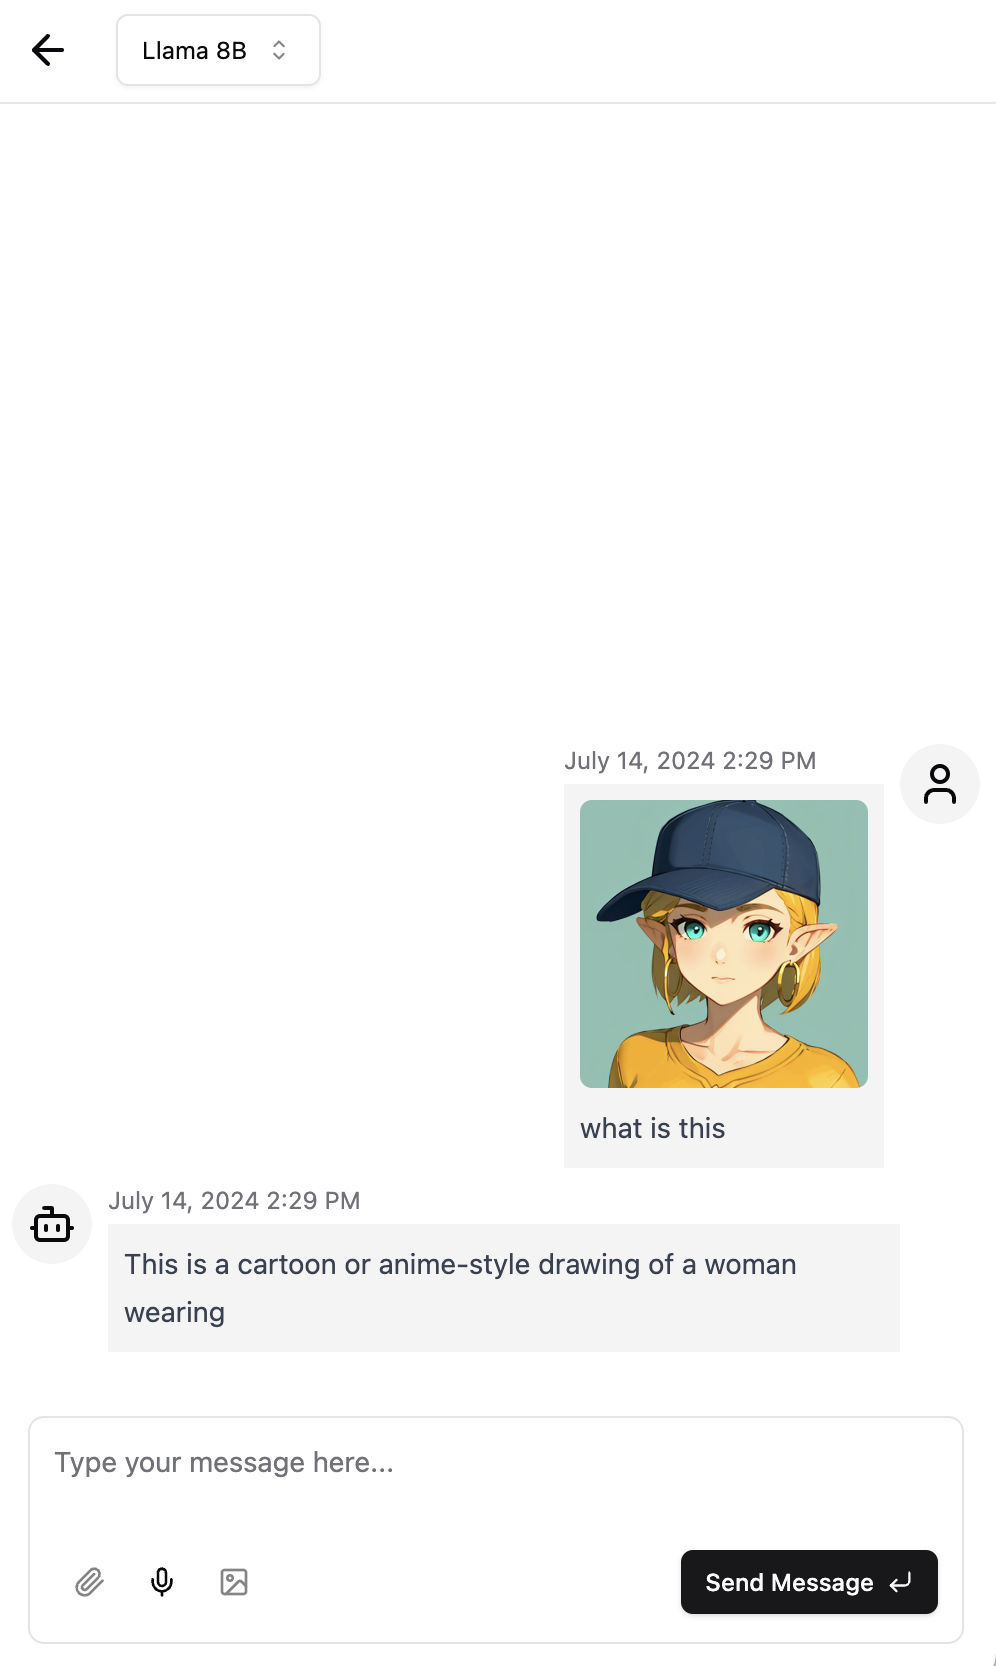 Llama 8B
July 14, 2024 2:29 PM
what is this
July 14, 2024 2:29 PM
This is a cartoon or anime-style drawing of a woman
wearing
Type your message here...
Send Message